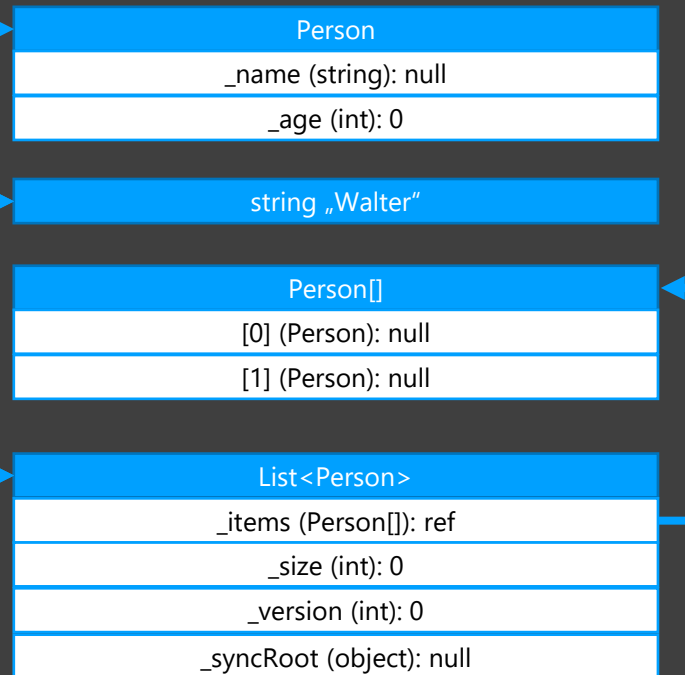 Person
_name (string): null
_age (int): 0
string „Walter“
Person[]
[0] (Person): null
[1] (Person): null
List<Person>
_items (Person[]): ref
_size (int): 0
_version (int): 0
_syncRoot (object): null